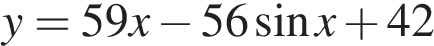 y = 59x − 56 sin x + 42